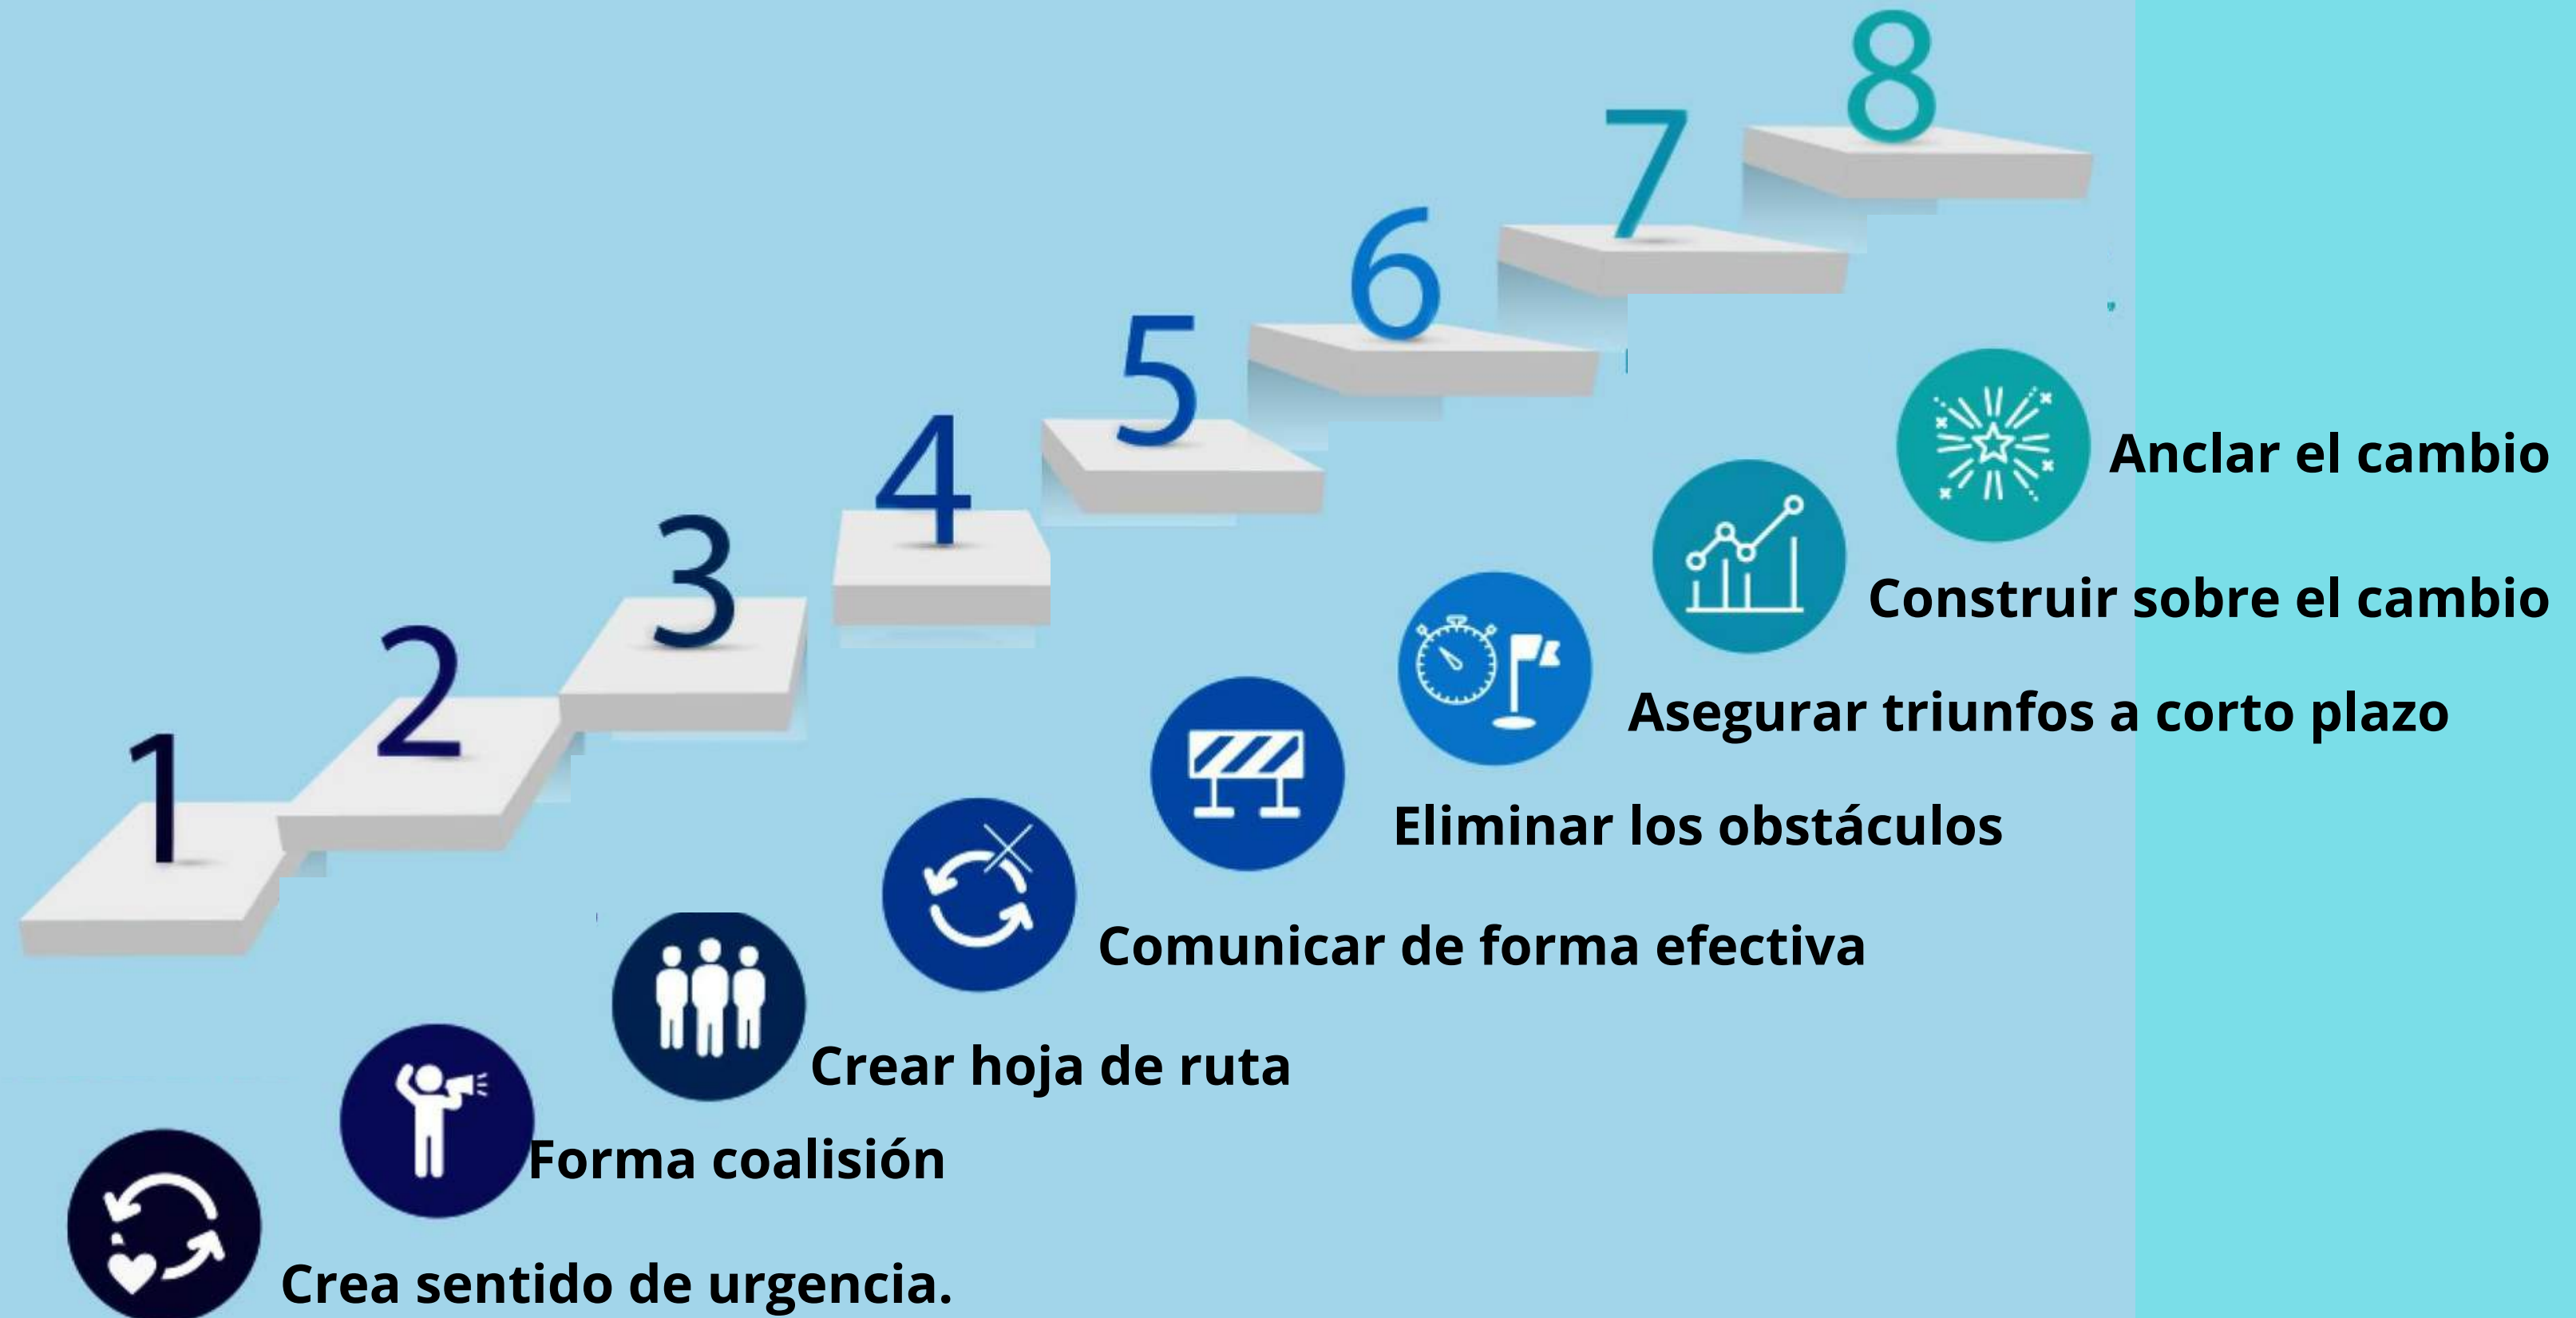 8
7
6
5
4
3
2
1
Anclar el cambio
Construir sobre el cambio
Asegurar triunfos a corto plazo
Eliminar los obstáculos
Comunicar de forma efectiva
Crear hoja de ruta
Forma coalisión
Crea sentido de urgencia.